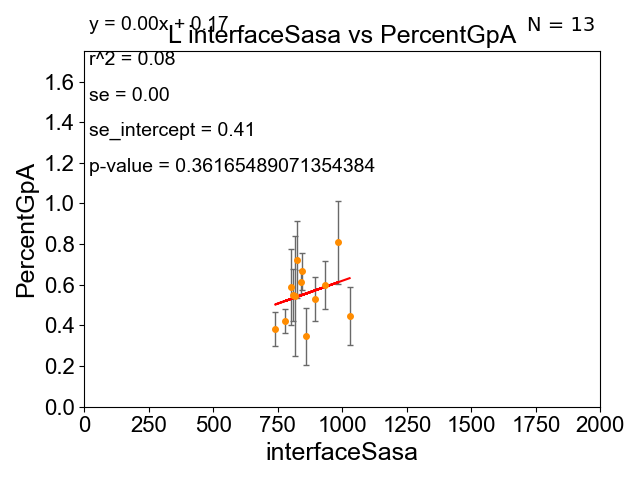 y = 0.00x + 0.17
N = 13
L interfaceSasa vs PercentGpA
r^2 = 0.08
se = 0.00
se_intercept = 0.41
p-value = 0.36165489071354384
PercentGpA
1.6
1.4
1.2
1.0
0.8
0.6
0.4
0.2
0.0
0 250 500 750 1000 1250 1500 1750 2000
interfaceSasa